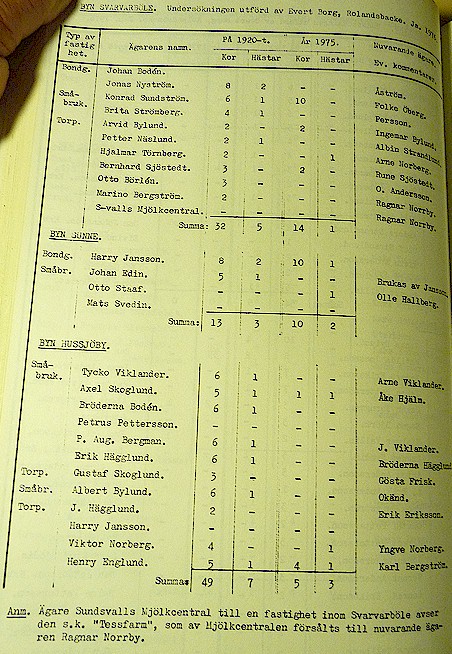 BYN SVARVARBÖLE. Undersökningen utförd av Evert Borg, Rolandsbacke. Ja.
Typ av fastig het. Ägarens namn. På 1920-t. År 1975. Nuvarande ägare.
Kor Hästar Kor Hästar Ev. kommentarer.
Bondg. Johan Bodén.
Jonas Nyström. 8 2 - - Åström.
Små- Konrad Sundström. 6 1 10 - Folke Öberg.
bruk. Brita Strömberg. 4 1 - - Persson.
Torp. Arvid Bylund. 2 - 2 - Ingemar Bylund.
Petter Näslund. 2 1 - - Albin Strandlund.
Hjalmar Törnberg. 2 - - 1 Arne Norberg.
Bernhard Sjöstedt. 3 - 2 - Rune Sjöstedt.
Otto Börlén. 3 - - - O. Andersson.
Marino Bergström. 2 - - - Ragnar Norrby.
S-valls Mjölkcentral. - - - - Ragnar Norrby.
Summa: 32 5 14 1
BYN BUNNE.
Bondg. Harry Jansson. 8 2 10 1
Småbr. Johan Edin. 5 1 - - Brukas av Jansson
Otto Staaf. - - - 1 Olle Hallberg.
Mats Svedin. - - - -
Summa: 13 3 10 2
BYN HUSSJÖBY.
Små- Tycko Viklander. 6 1 - - Arne Viklander.
bruk. Axel Skoglund. 5 1 1 1 Åke Hjälm.
Bröderna Bodén. 6 1 - -
Petrus Pettersson. - - - -
P. Aug. Bergman. 6 1 - - J. Viklander.
Erik Hägglund. 6 1 - - Bröderna Hägglund
Torp. Gustaf Skoglund. 3 - - - Gösta Frisk.
Småbr. Albert Bylund. 6 1 - - Okänd.
Torp. J. Hägglund. 2 - - - Erik Eriksson.
Harry Jansson. - - - -
Viktor Norberg. 4 - - 1 Yngve Norberg.
Henry Englund. 5 1 4 1 Karl Bergström.
Summa: 49 7 5 3
Anm. Ägare Sundsvalls Mjölkcentral till en fastighet inom Svarvarböle avser
den s.k. "Tessfarm", som av Mjölkcentralen försålts till nuvarande äga-
ren Ragnar Norrby.